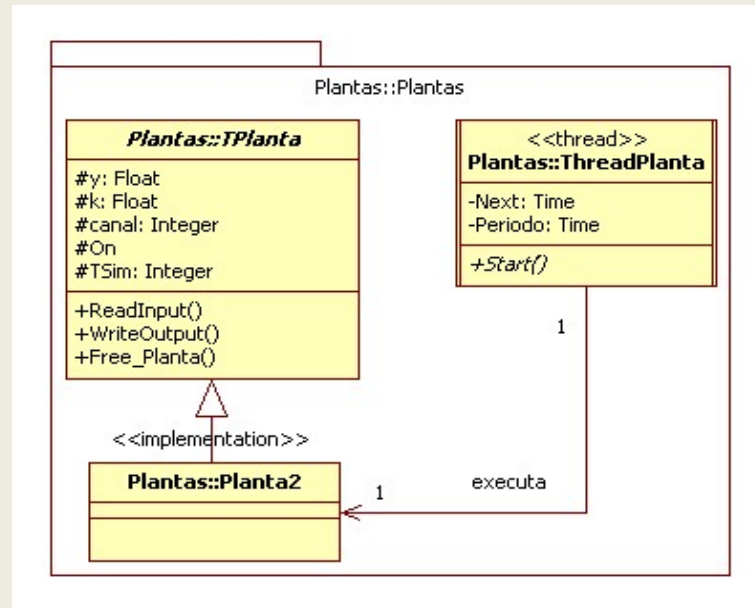 Plantas::Plantas
Plantas::TPlanta
#y: Float
#k: Float
#canal: Integer
#On
#TSim: Integer
+ReadInput()
+WriteOutput()
+Free_Planta()
<<thread>>
Plantas::ThreadPlanta
-Next: Time
-Periodo: Time
+Start()
1
<<implementation>>
Plantas::Planta2
1
executa